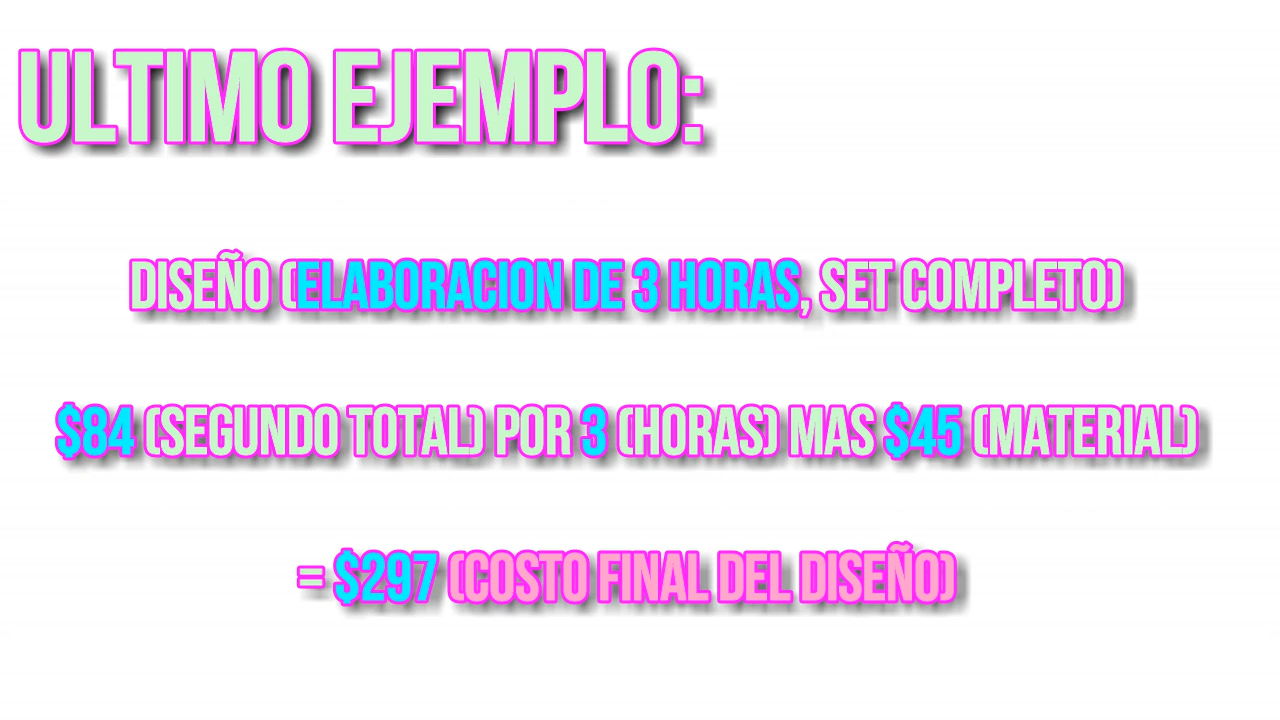 ULTIMO EJEMPLO:
DISEÑO (ELABORACION DE 3 HORAS, SET COMPLETO)
$84 (SEGUNDO TOTAL) POR 3 (HORAS) MAS $45 (MATERIAL)
= $297 (COSTO FINAL DEL DISEÑO)